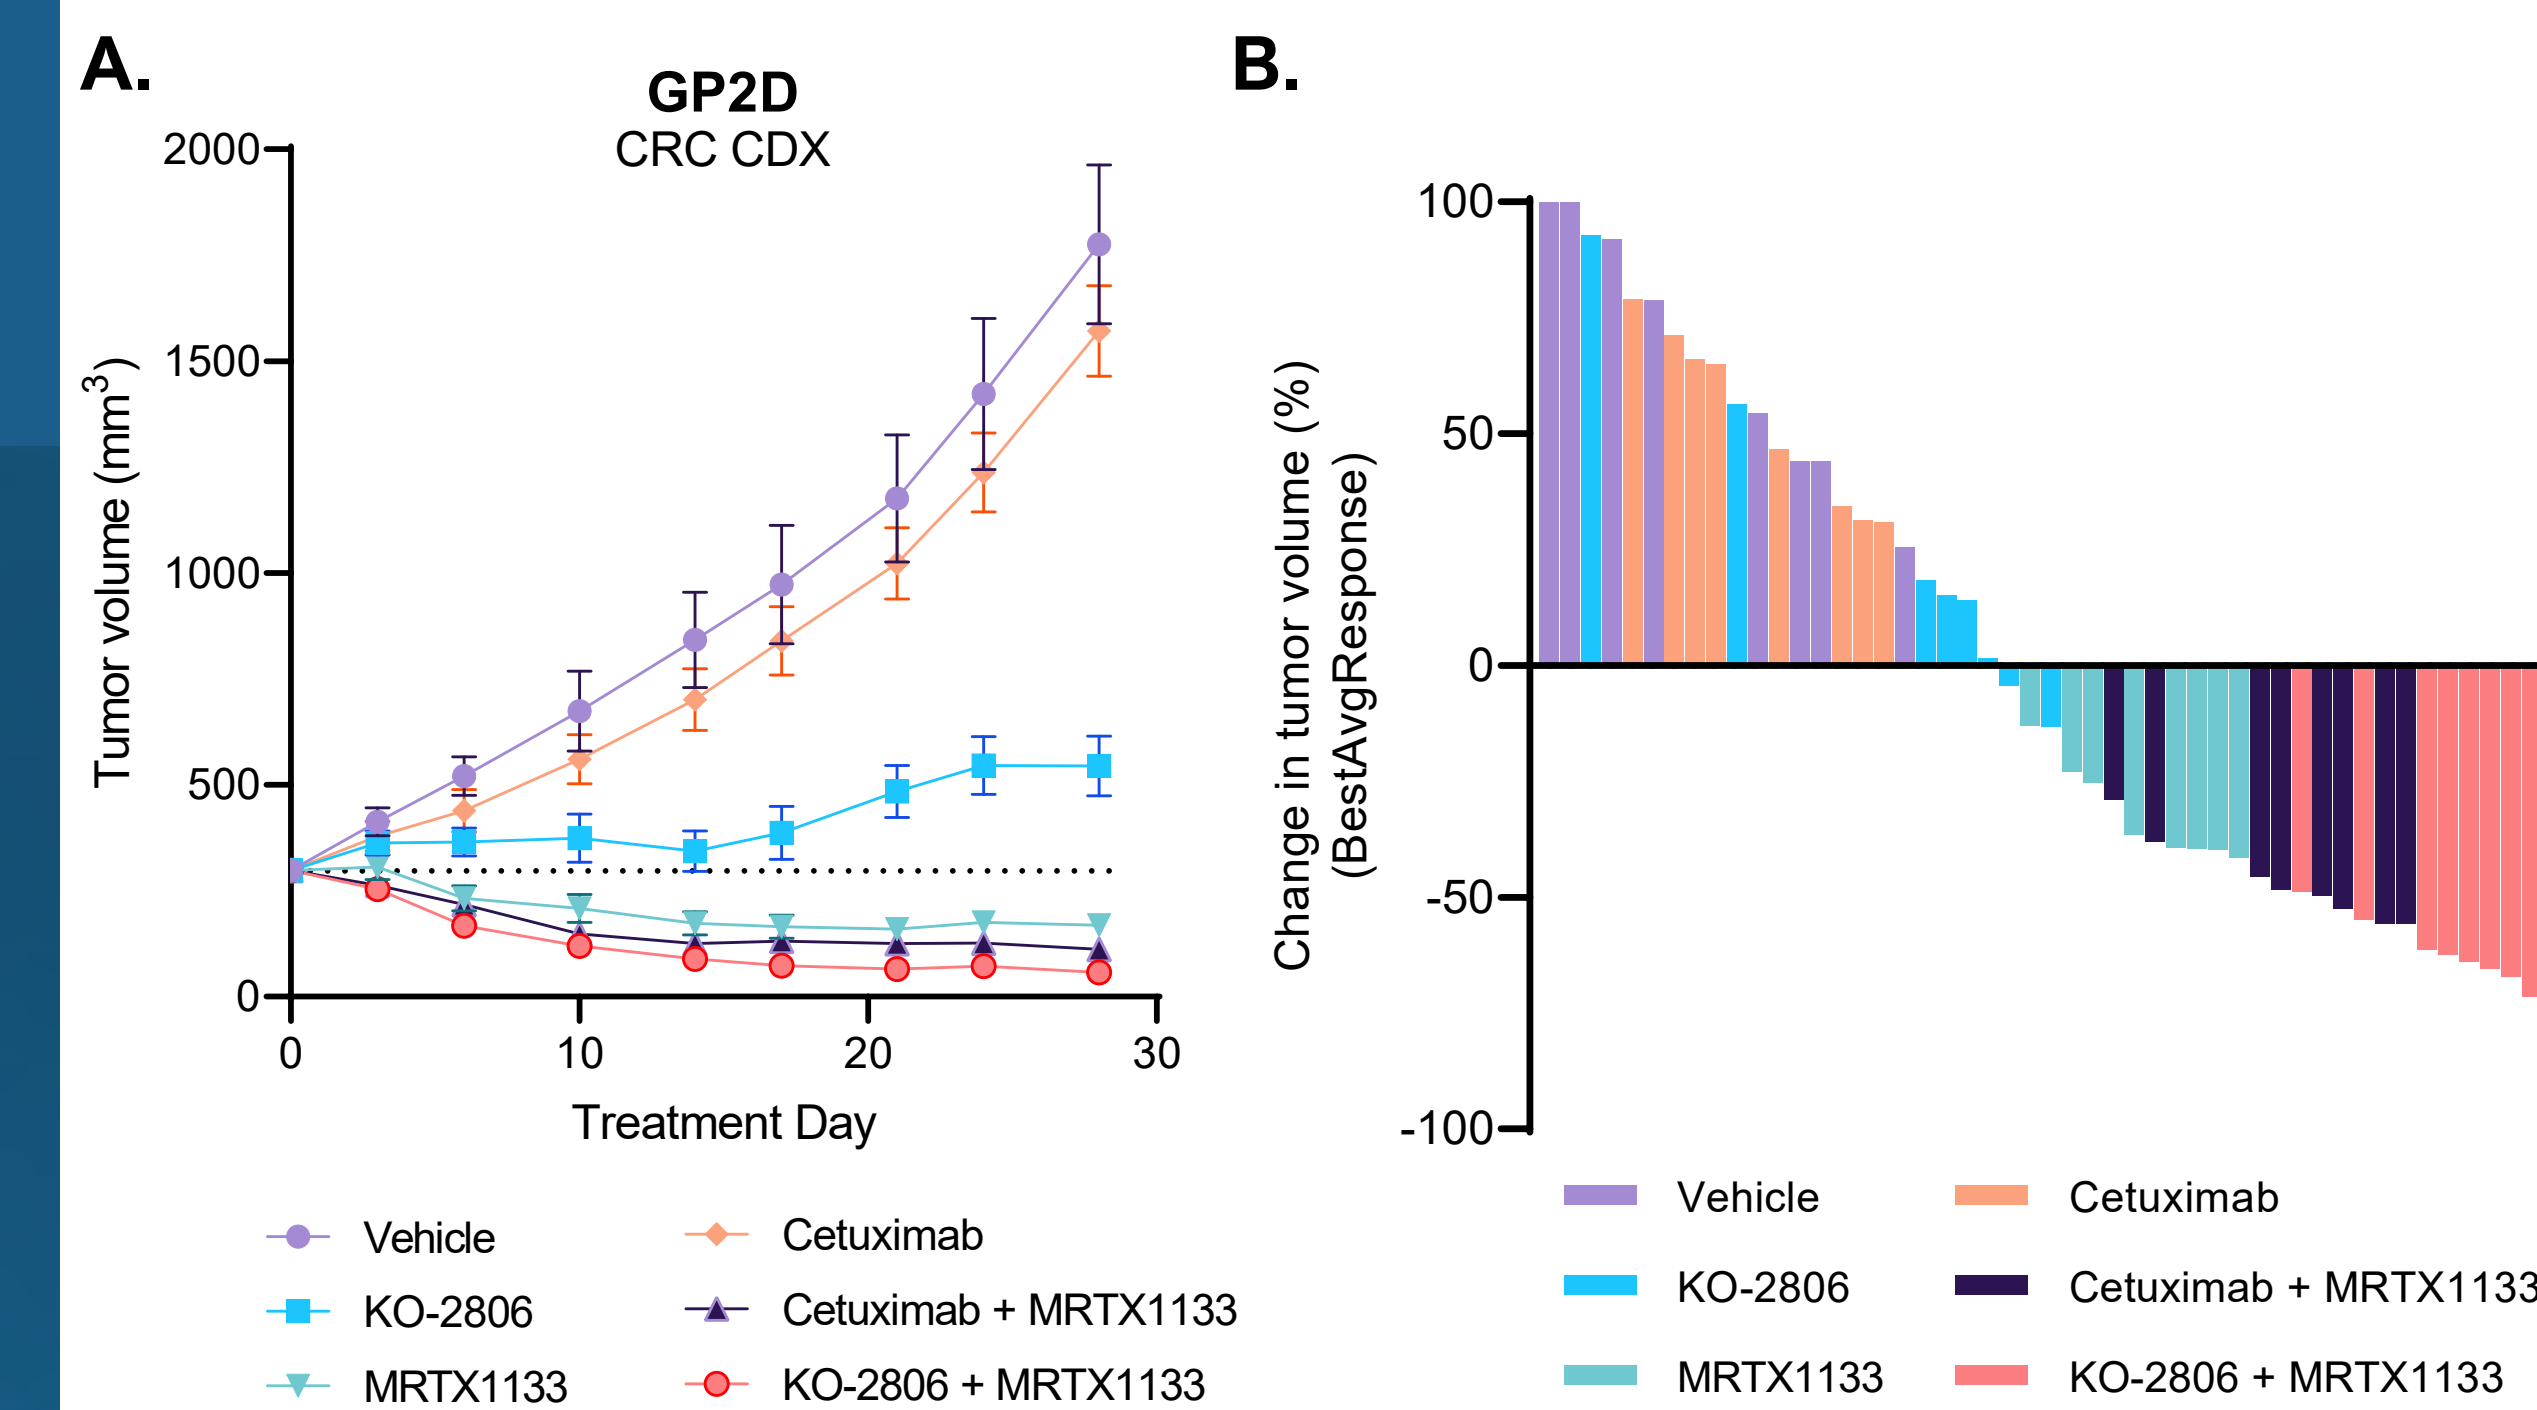 A.
GP2D
CRC CDX
2000
1500
1000
500
0
Tumor volume (mm³)
0 10 20 30
Treatment Day
Vehicle
Cetuximab
KO-2806
Cetuximab + MRTX1133
MRTX1133
KO-2806 + MRTX1133
B.
100
50
0
-50
-100
Change in tumor volume (%)
(BestAvgResponse)
Vehicle
Cetuximab
KO-2806
Cetuximab + MRTX1133
MRTX1133
KO-2806 + MRTX1133